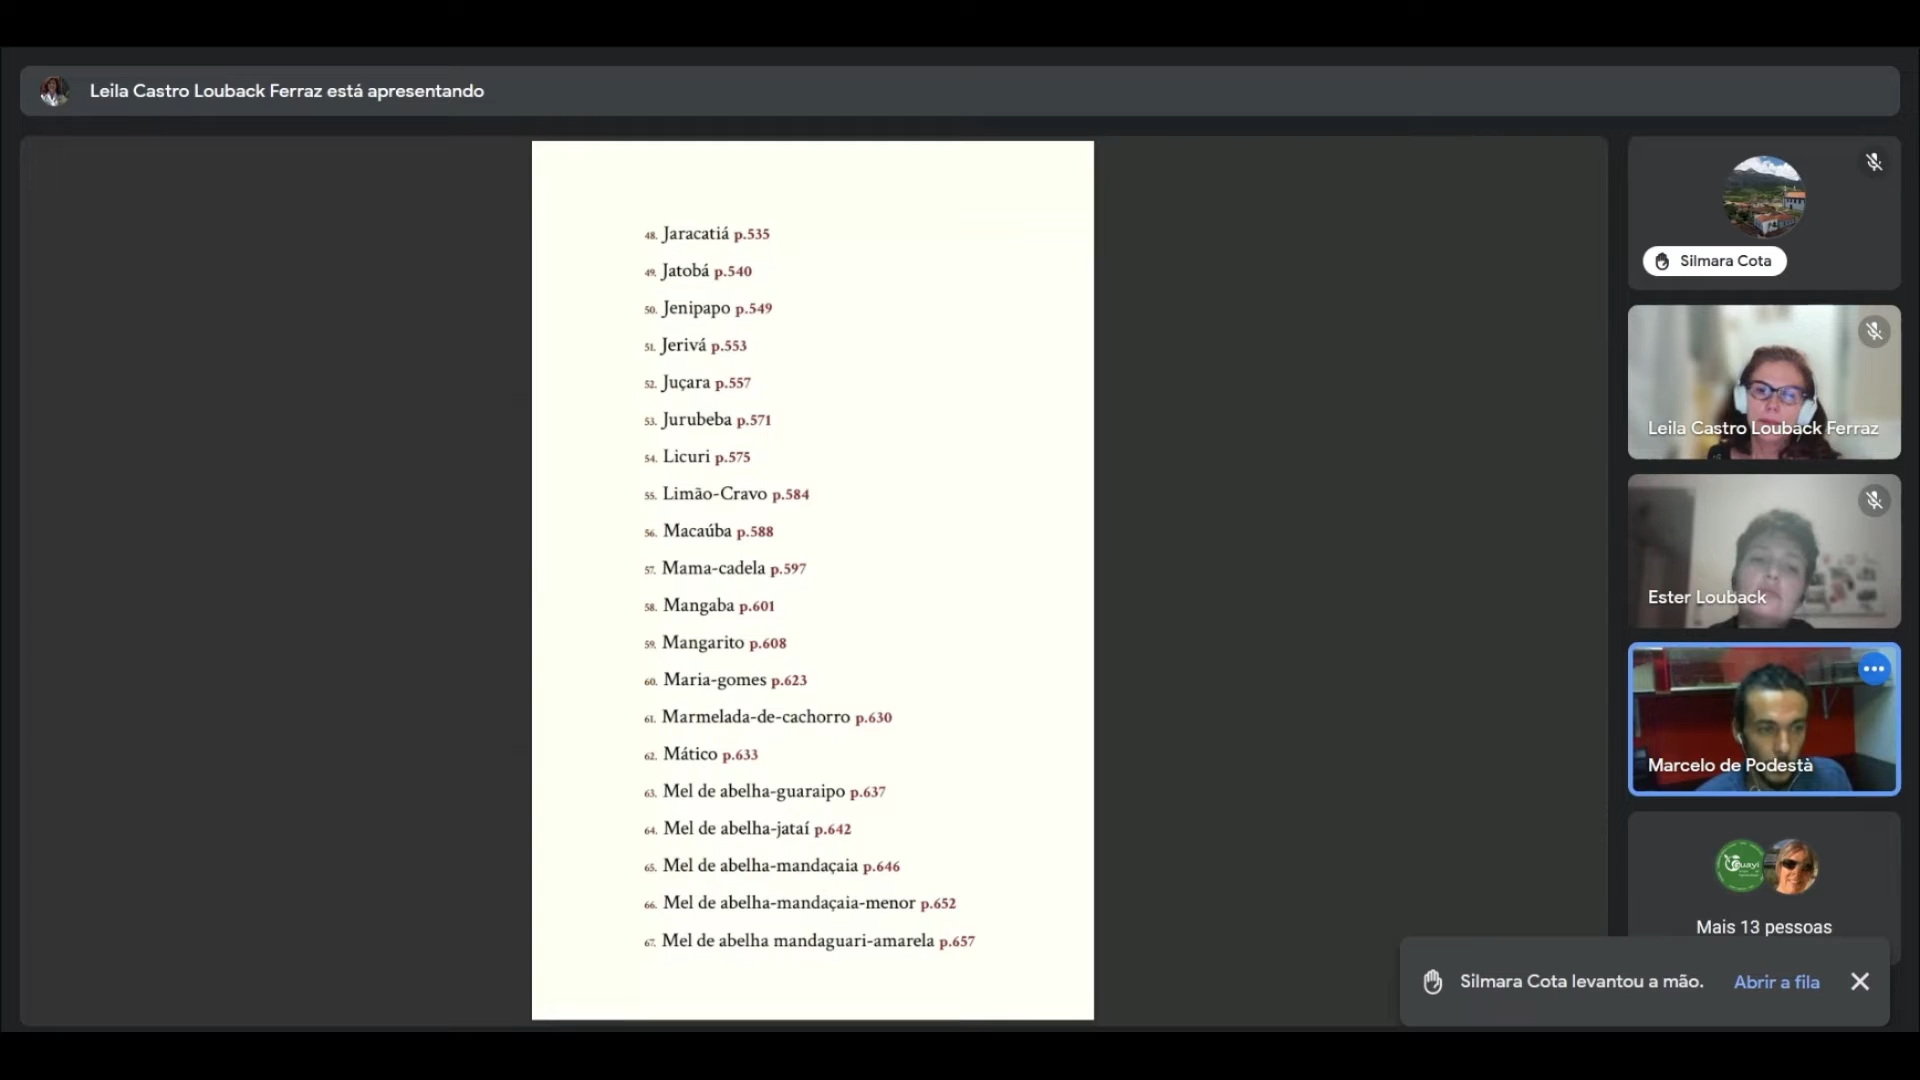 Leila Castro Louback Ferraz está apresentando
48. Jaracatiá p.535
49. Jatobá p.540
50. Jenipapo p.549
51. Jerivá p.553
52. Juçara p.557
53. Jurubeba p.571
54. Licuri p.575
55. Limão-Cravo p.584
56. Macaúba p.588
57. Mama-cadela p.597
58. Mangaba p.601
59. Mangarito p.608
60. Maria-gomes p.623
61. Marmelada-de-cachorro p.630
62. Mático p.633
63. Mel de abelha-guaraipo p.637
64. Mel de abelha-jataí p.642
65. Mel de abelha-mandaçaia p.646
66. Mel de abelha-mandaçaia-menor p.652
67. Mel de abelha mandaguari-amarela p.657
Silmara Cota
Leila Castro Louback Ferraz
Ester Louback
Marcelo de Podestà
Mais 13 pessoas
Silmara Cota levantou a mão. Abrir a fila